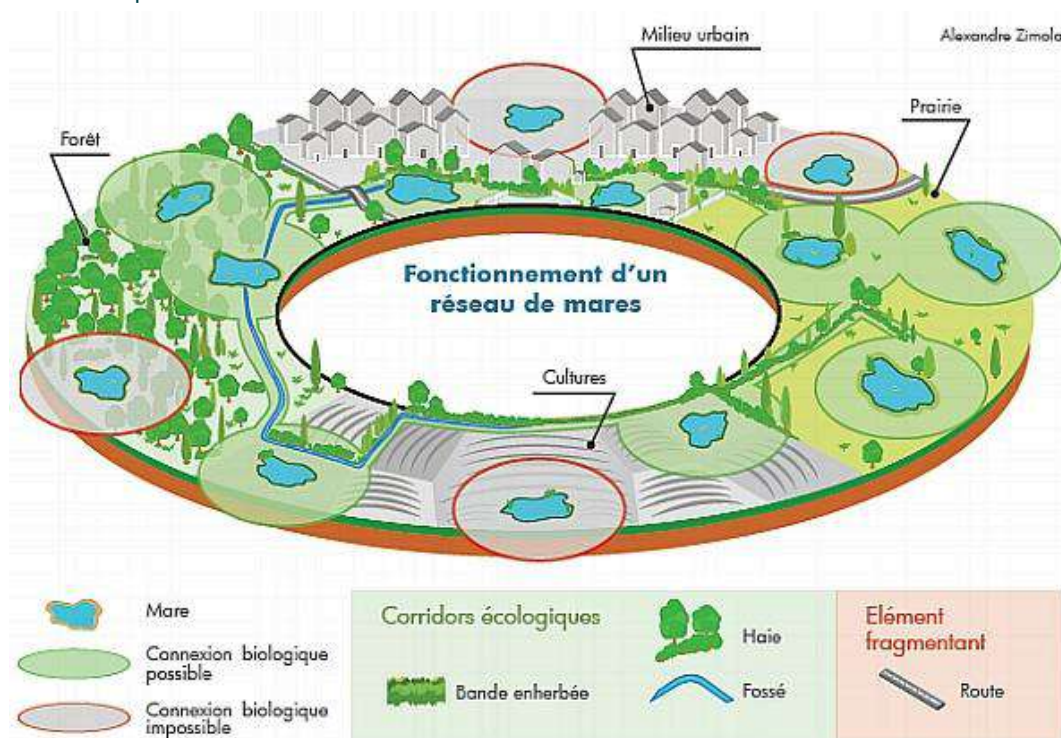 Milieu urbain
Alexandre Zimolo
Prairie
Forêt
Fonctionnement d'un
réseau de mares
Cultures
Mare
Connexion biologique
possible
Connexion biologique
impossible
Corridors écologiques
Haie
Bande enherbée
Fossé
Elément
fragmentant
Route